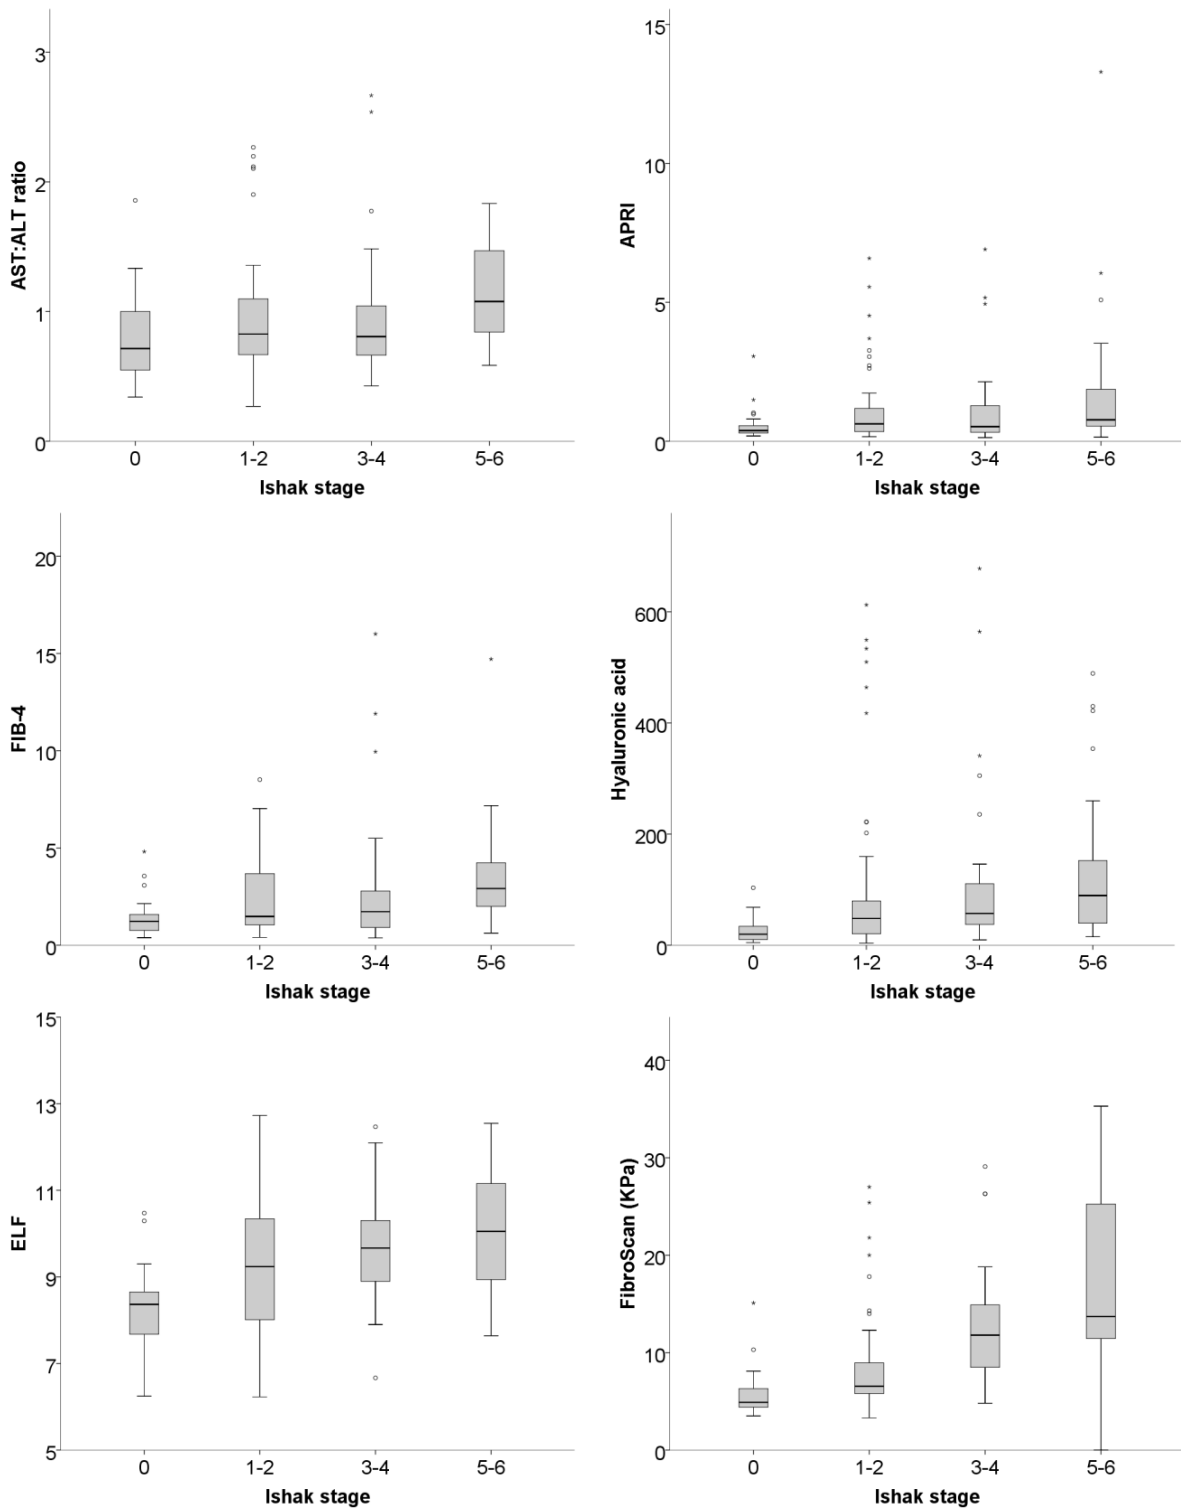 AST:ALT ratio
3
2
1
0
0 1-2 3-4 5-6
Ishak stage
APRI
15
10
5
0
0 1-2 3-4 5-6
Ishak stage
FIB-4
20
15
10
5
0
0 1-2 3-4 5-6
Ishak stage
Hyaluronic acid
600
400
200
0
0 1-2 3-4 5-6
Ishak stage
ELF
15
13
11
9
7
5
0 1-2 3-4 5-6
Ishak stage
FibroScan (KPa)
40
30
20
10
0
0 1-2 3-4 5-6
Ishak stage